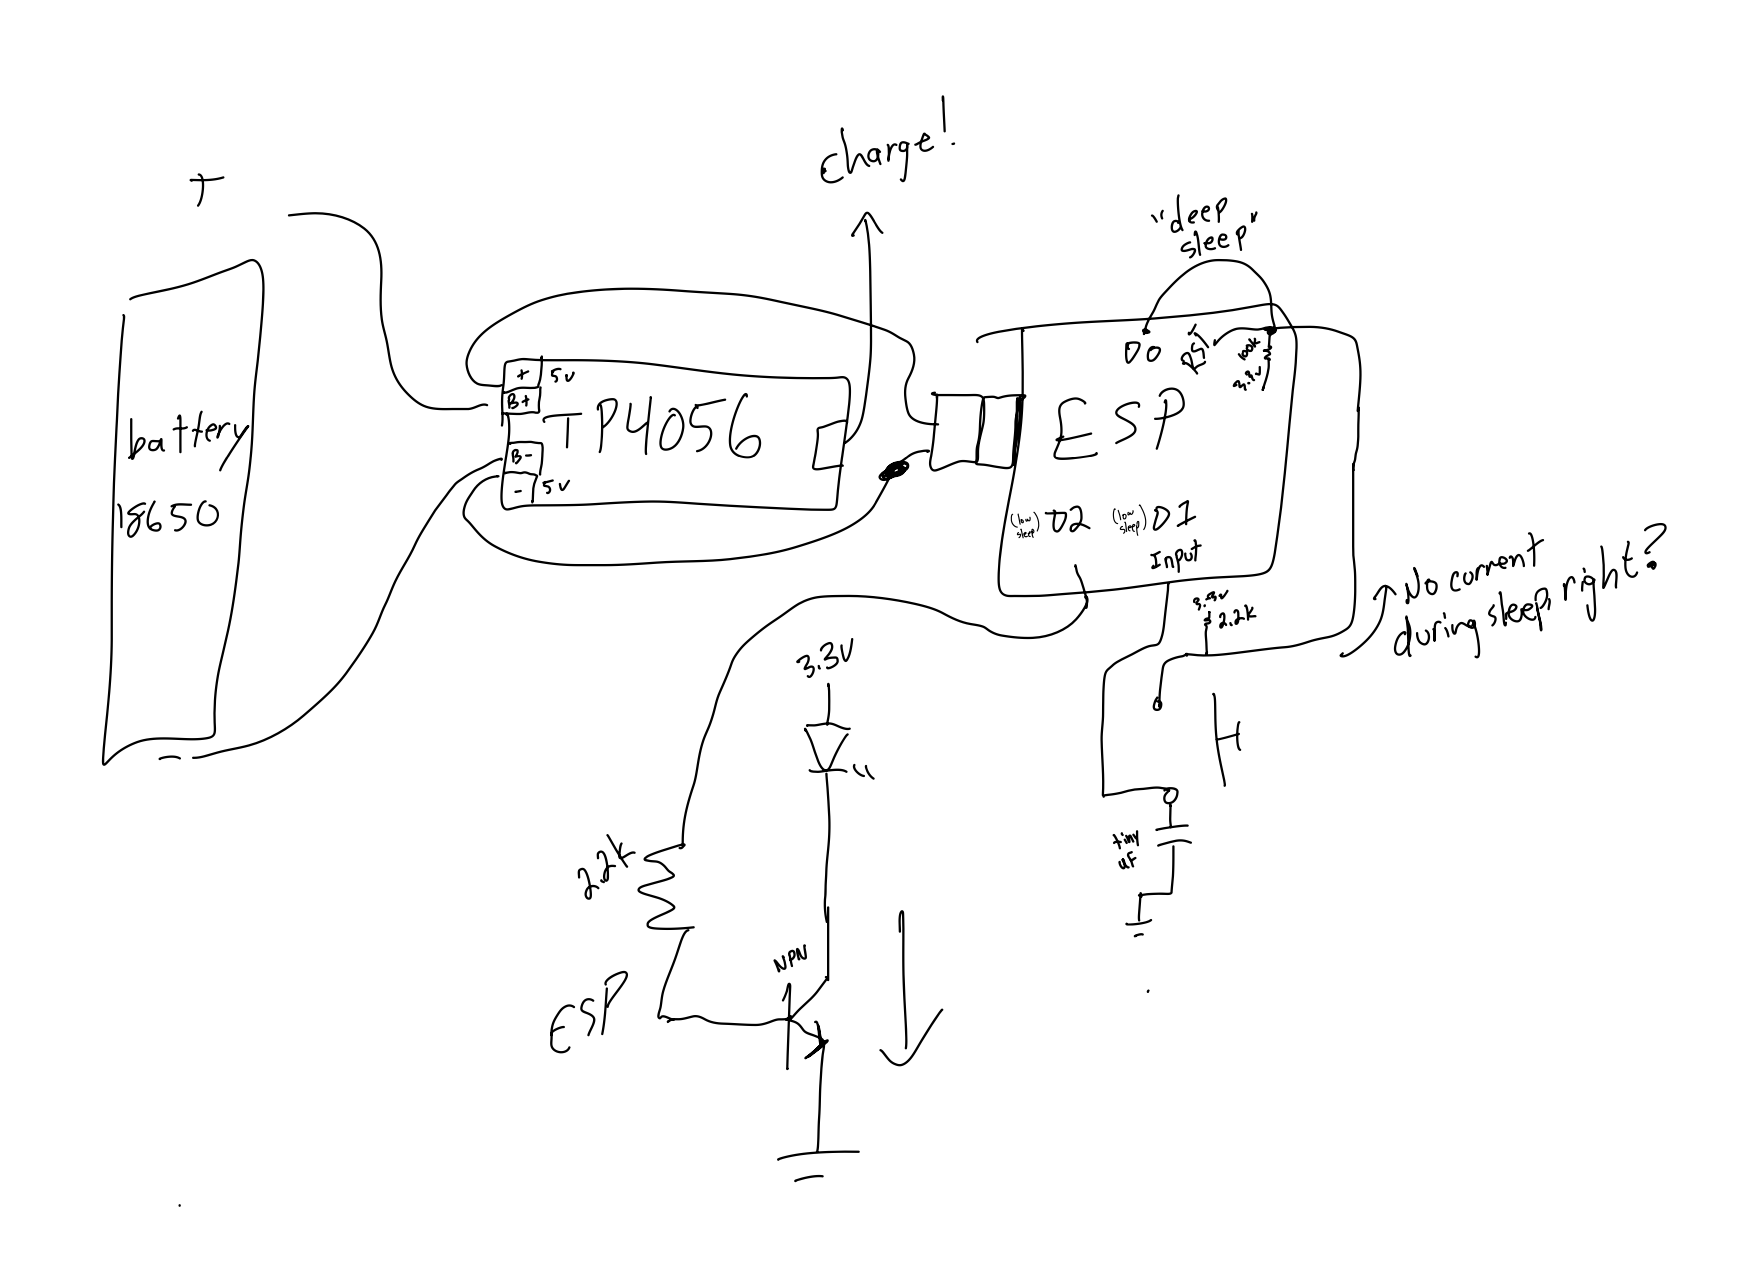 charge!
+
"deep
sleep"
battery
18650
+ 5v
B+
TP4056
B-
- 5v
D0
RST
100k
3.3v
ESP
(low
sleep) D2
(low
sleep) D1
Input
3.3v
2.2k
No current
during sleep, right?
3.3V
2.2k
NPN
ESP
tiny
uF
-